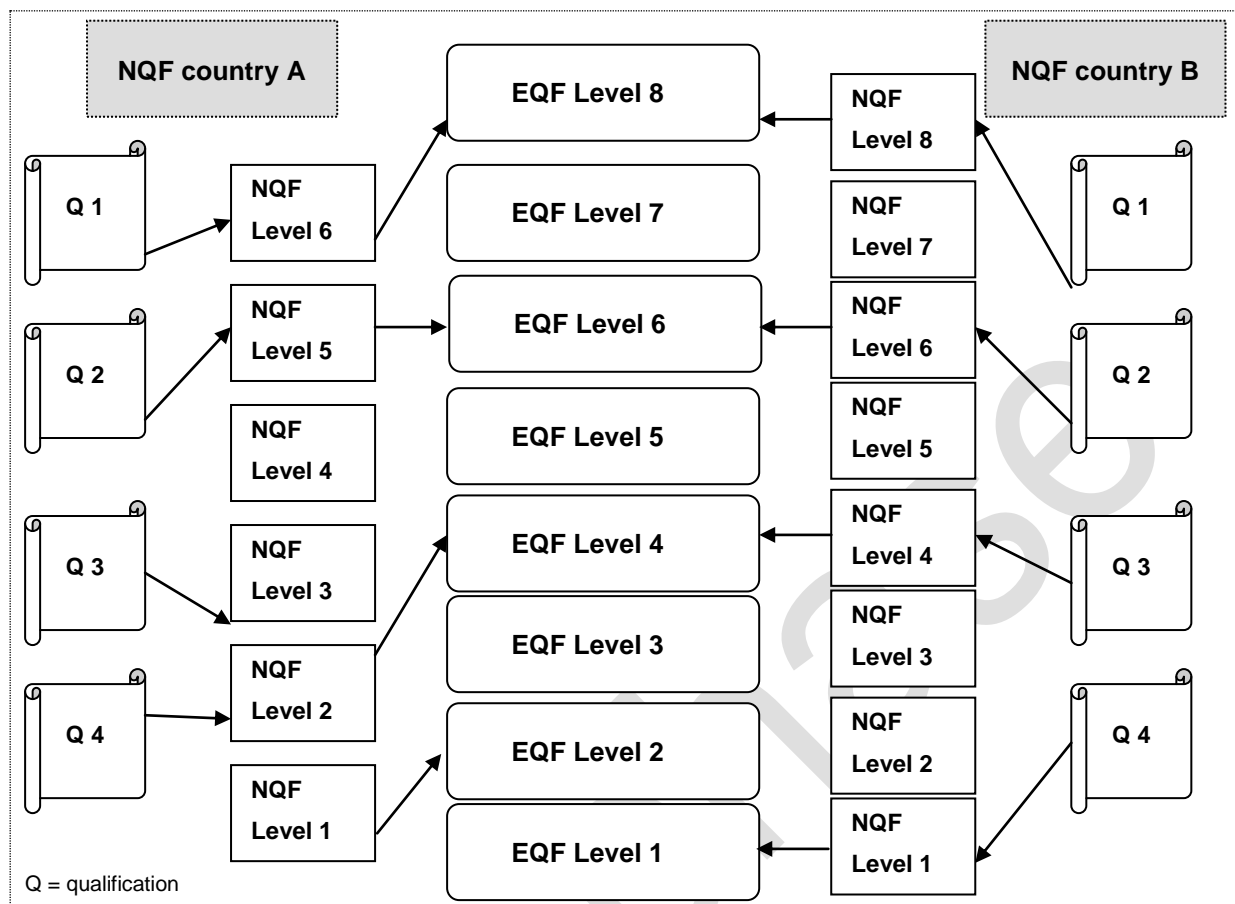 NQF country A
NQF country B
EQF Level 8
EQF Level 7
EQF Level 6
EQF Level 5
EQF Level 4
EQF Level 3
EQF Level 2
EQF Level 1
Q 1
Q 2
Q 3
Q 4
NQF
Level 6
NQF
Level 5
NQF
Level 4
NQF
Level 3
NQF
Level 2
NQF
Level 1
NQF
Level 8
NQF
Level 7
NQF
Level 6
NQF
Level 5
NQF
Level 4
NQF
Level 3
NQF
Level 2
NQF
Level 1
Q 1
Q 2
Q 3
Q 4
Q = qualification